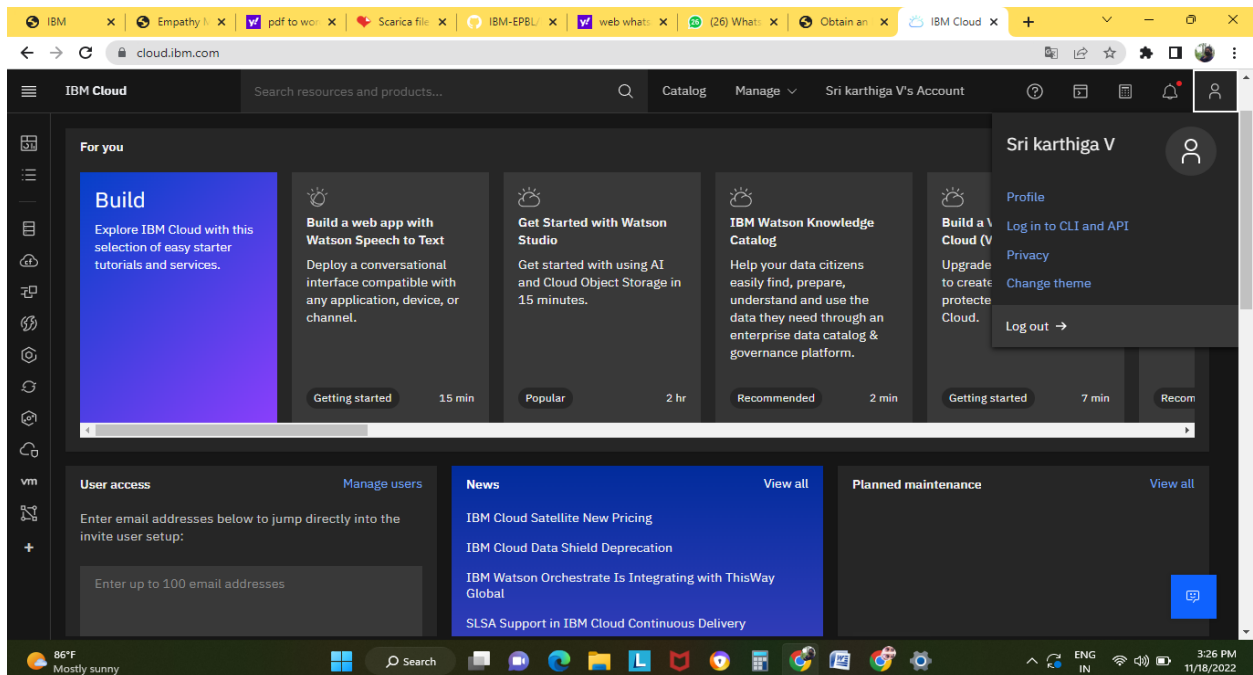 IBM
Empathy M
pdf to wor
Scarica file
IBM-EPBL/
web whats
(26) Whats
Obtain an
IBM Cloud
cloud.ibm.com
IBM Cloud
Search resources and products...
Catalog
Manage
Sri karthiga V's Account
For you
Sri karthiga V
Profile
Log in to CLI and API
Privacy
Change theme
Log out →
Build
Explore IBM Cloud with this
selection of easy starter
tutorials and services.
Build a web app with
Watson Speech to Text
Deploy a conversational
interface compatible with
any application, device, or
channel.
Getting started 15 min
Get Started with Watson
Studio
Get started with using AI
and Cloud Object Storage in
15 minutes.
Popular 2 hr
IBM Watson Knowledge
Catalog
Help your data citizens
easily find, prepare,
understand and use the
data they need through an
enterprise data catalog &
governance platform.
Recommended 2 min
Build a V
Cloud (V
Upgrade
to create
protecte
Cloud.
Getting started 7 min
Recom
vm
User access
Manage users
Enter email addresses below to jump directly into the
invite user setup:
Enter up to 100 email addresses
News
View all
IBM Cloud Satellite New Pricing
IBM Cloud Data Shield Deprecation
IBM Watson Orchestrate Is Integrating with ThisWay
Global
SLSA Support in IBM Cloud Continuous Delivery
Planned maintenance
View all
86°F
Mostly sunny
Search
ENG
IN
3:26 PM
11/18/2022